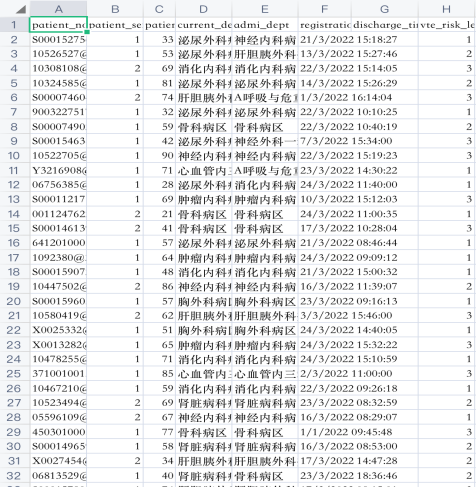 A B C D E F G H
1 patient_n patient_se patien current_de admi_dept registratio discharge_ti vte_risk_l
2 S00015275 1 33 泌尿外科 神经内科病 21/3/2022 15:18:27 1
3 10526527@ 1 53 泌尿外科 肝胆胰外科 13/3/2022 15:27:46 2
4 10308108@ 2 69 消化内科 消化内科病 22/3/2022 15:14:05 3
5 104345358 1 81 泌尿外科 泌尿外科病 14/3/2022 15:26:29 2
6 S00007460 2 74 肝胆胰外 A呼吸与危 1/3/2022 16:14:04 3
7 900322751 1 32 泌尿外科 泌尿外科病 22/3/2022 10:10:25 1
8 S00007490 1 59 骨科病区 骨科病区 22/3/2022 10:40:19 2
9 S00015463 1 42 泌尿外科 神经外科一 7/3/2022 15:34:00 3
10 10522705@ 1 90 神经内科 神经内科病 22/3/2022 15:19:23 3
11 Y3216908@ 1 71 心血管内 A呼吸与危 23/3/2022 14:30:22 1
12 06756385@ 1 28 泌尿外科 消化内科病 24/3/2022 11:40:00 1
13 S00011217 1 69 肿瘤内科 肿瘤内科病 10/3/2022 15:12:03 3
14 001124762 2 21 骨科病区 骨科病区 24/3/2022 11:00:35 1
15 S00014613 2 41 骨科病区 骨科病区 17/3/2022 10:28:04 3
16 641201000 1 57 泌尿外科 泌尿外科病 21/3/2022 08:46:44 1
17 1092380@ 1 64 肿瘤内科 肿瘤内科病 24/3/2022 09:09:12 1
18 S00015907 1 48 消化内科 消化内科病 21/3/2022 15:00:32 1
19 10447502@ 2 86 神经内科 神经内科病 16/3/2022 11:39:07 2
20 S00015960 1 57 胸外科病 胸外科病区 23/3/2022 09:16:13 1
21 10580419@ 2 62 肝胆胰外 肝胆胰外科 3/3/2022 15:46:00 3
22 X0025332 1 51 胸外科病 胸外科病区 24/3/2022 14:40:05 1
23 X0013282 1 65 肿瘤内科 肿瘤内科病 24/3/2022 15:32:22 3
24 10478255@ 1 71 消化内科 消化内科病 24/3/2022 15:10:59 1
25 371001001 1 85 心血管内 心血管内三 2/3/2022 11:00:00 3
26 10467210@ 1 59 消化内科 消化内科病 22/3/2022 09:26:18 1
27 10523494@ 2 69 肾脏病科 肾脏病科病 23/3/2022 08:32:59 2
28 05596109@ 2 67 神经内科 神经内科病 16/3/2022 08:29:07 1
29 450301000 1 77 骨科病区 骨科病区 1/1/2022 09:45:48 3
30 S00014965 1 58 肾脏病科 肾脏病科病 16/3/2022 08:53:00 2
31 X0027454@ 2 34 肝胆胰外 肝胆胰外科 17/3/2022 14:47:28 2
32 06813529@ 1 40 肾脏病科 骨科病区 23/3/2022 18:36:46 2